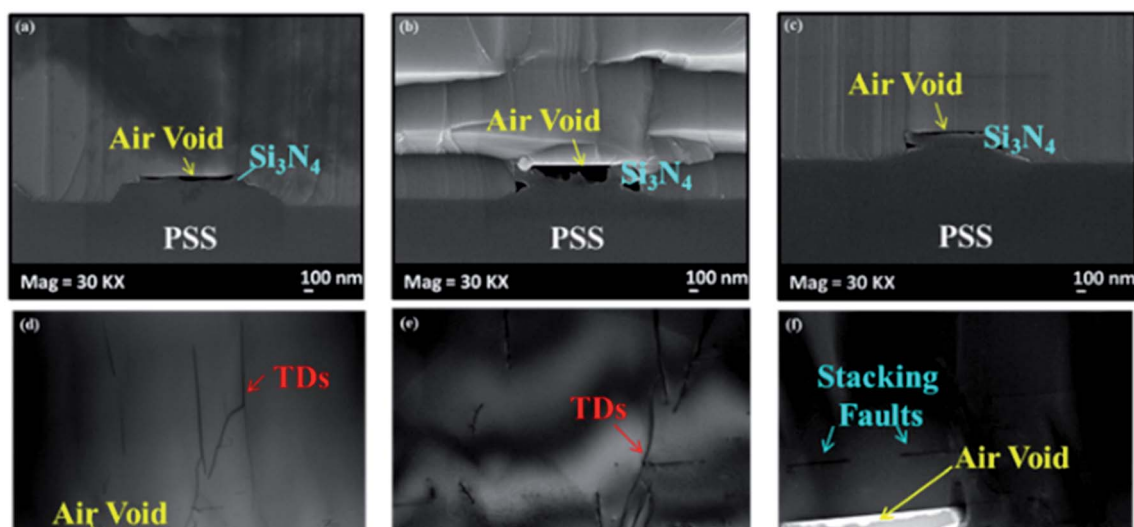 (a)
Air Void
Si₃N₄
PSS
Mag = 30 KX
100 nm
(b)
Air Void
Si₃N₄
PSS
Mag = 30 KX
100 nm
(c)
Air Void
Si₃N₄
PSS
Mag = 30 KX
100 nm
(d)
TDs
Air Void
(e)
TDs
(f)
Stacking
Faults
Air Void